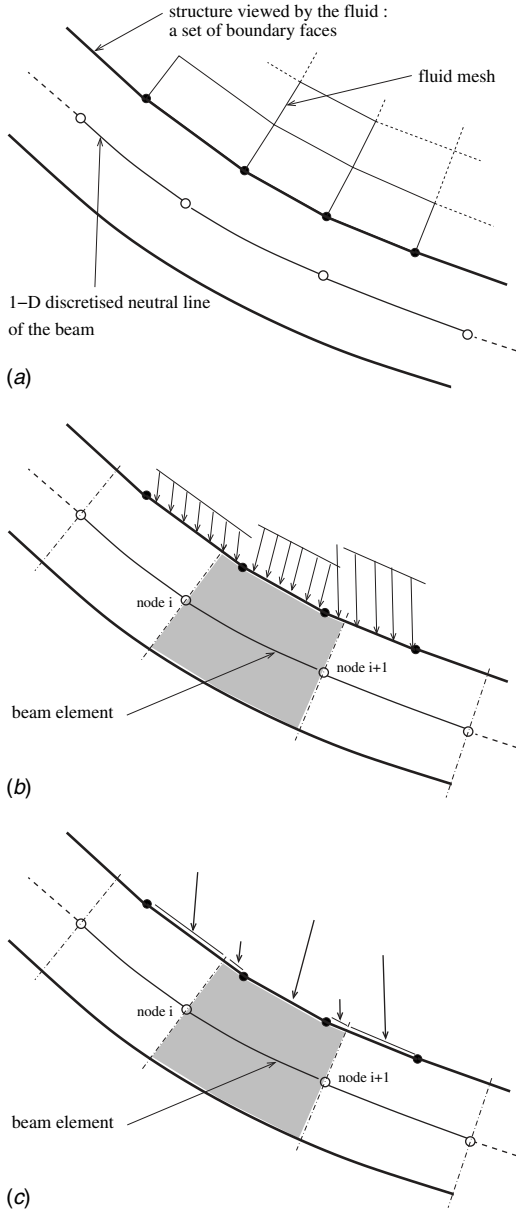 structure viewed by the fluid :
a set of boundary faces
fluid mesh
1-D discretised neutral line
of the beam
(a)
node i
node i+1
beam element
(b)
node i
node i+1
beam element
(c)